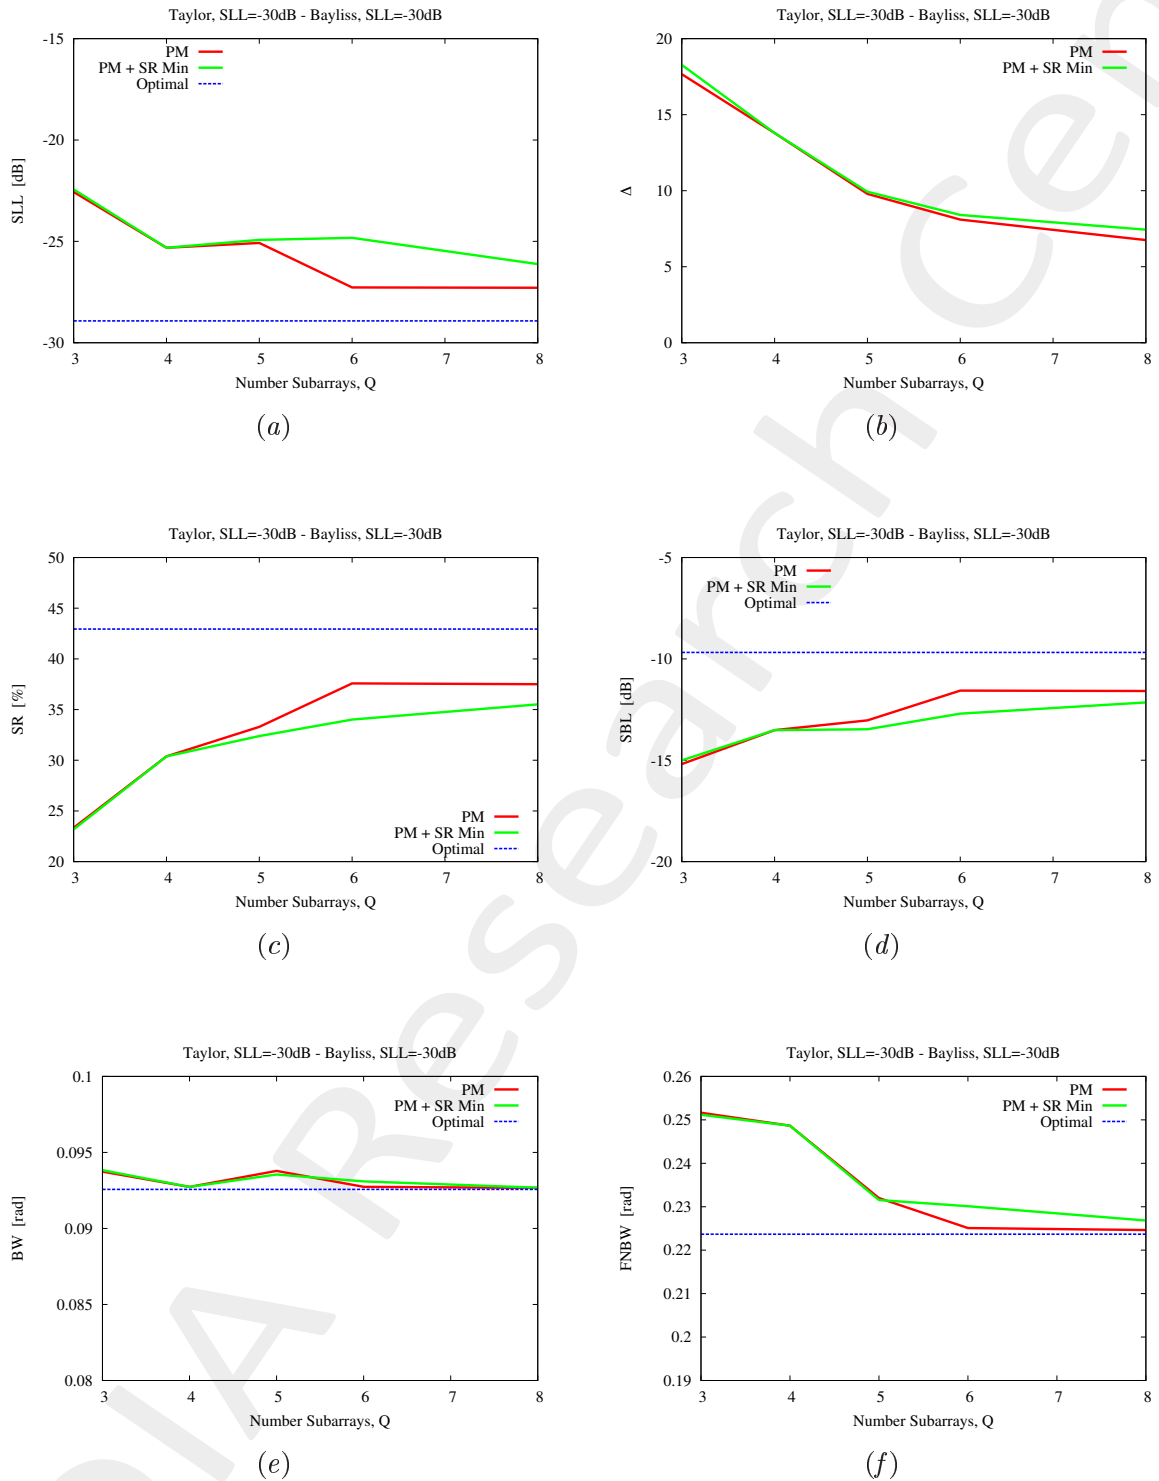 Taylor, SLL=-30dB - Bayliss, SLL=-30dB
-15
-20
-25
-30
SLL [dB]
PM
PM + SR Min
Optimal
3 4 5 6 7 8
Number Subarrays, Q
(a)
Taylor, SLL=-30dB - Bayliss, SLL=-30dB
20
15
10
5
0
Δ
PM
PM + SR Min
3 4 5 6 7 8
Number Subarrays, Q
(b)
Taylor, SLL=-30dB - Bayliss, SLL=-30dB
50
45
40
35
30
25
20
SR [%]
PM
PM + SR Min
Optimal
3 4 5 6 7 8
Number Subarrays, Q
(c)
Taylor, SLL=-30dB - Bayliss, SLL=-30dB
-5
-10
-15
-20
SBL [dB]
PM
PM + SR Min
Optimal
3 4 5 6 7 8
Number Subarrays, Q
(d)
Taylor, SLL=-30dB - Bayliss, SLL=-30dB
0.1
0.095
0.09
0.085
0.08
BW [rad]
PM
PM + SR Min
Optimal
3 4 5 6 7 8
Number Subarrays, Q
(e)
Taylor, SLL=-30dB - Bayliss, SLL=-30dB
0.26
0.25
0.24
0.23
0.22
0.21
0.2
0.19
FNBW [rad]
PM
PM + SR Min
Optimal
3 4 5 6 7 8
Number Subarrays, Q
(f)
DIA Research Cen